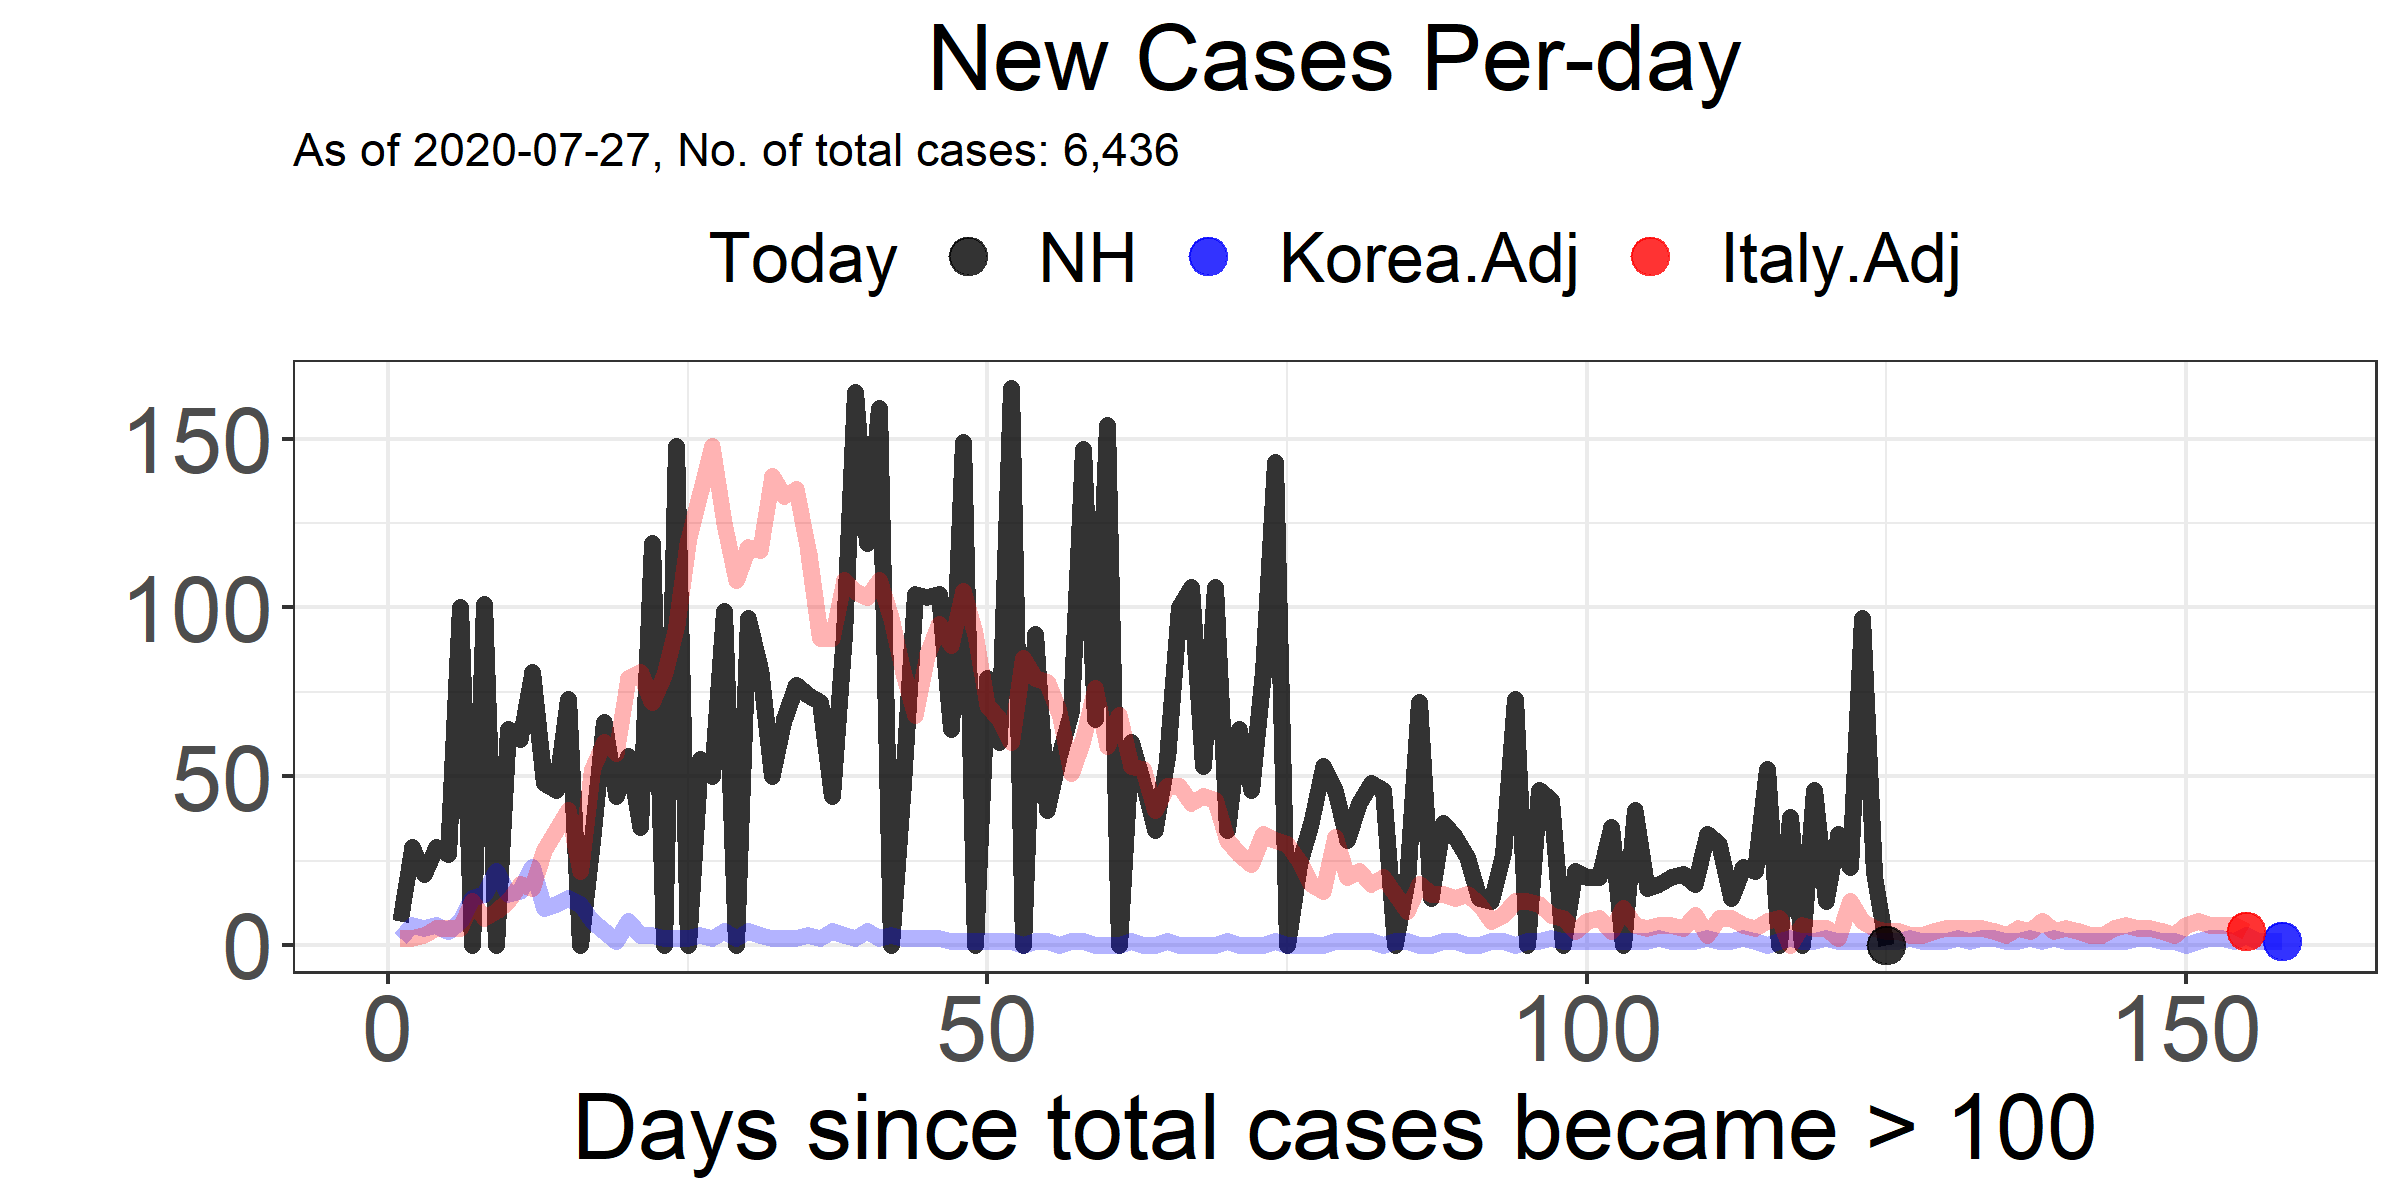 New Cases Per-day
As of 2020-07-27, No. of total cases: 6,436
Today NH Korea.Adj Italy.Adj
150
100
50
0
0 50 100 150
Days since total cases became > 100